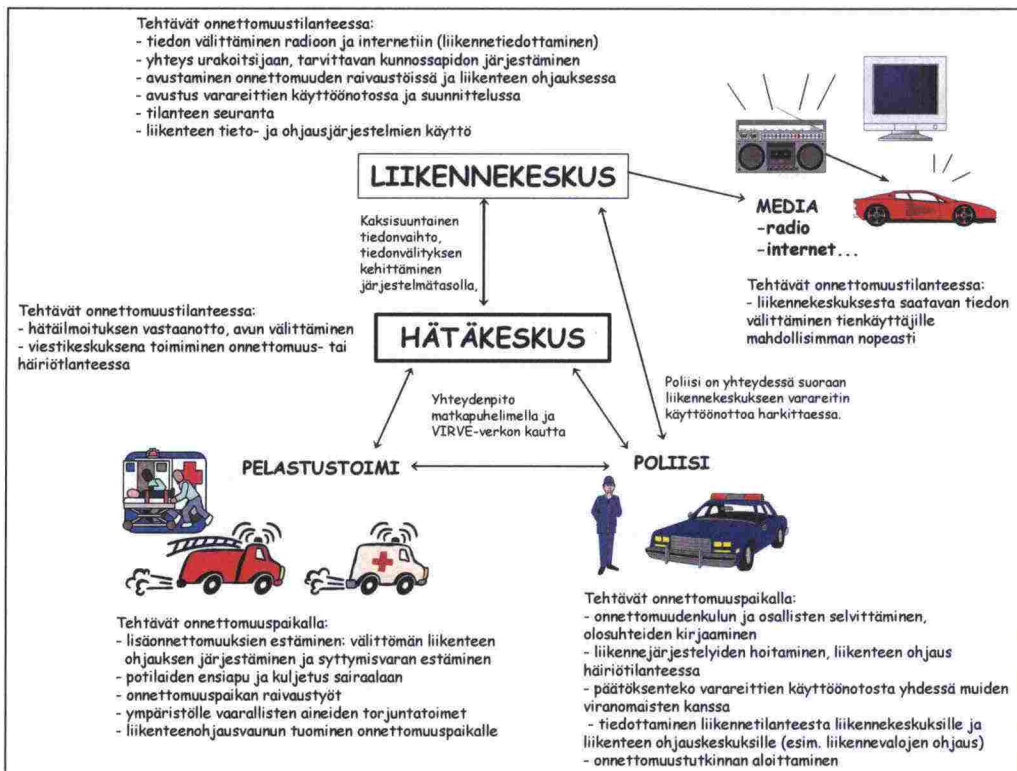 Tehtävät onnettomuustilanteessa:
- tiedon välittäminen radioon ja internetiin (liikennetiedottaminen)
- yhteys urakoitsijaan, tarvittavan kunnossapidon järjestäminen
- avustaminen onnettomuuden raivaustöissä ja liikenteen ohjauksessa
- avustus varareittien käyttöönotossa ja suunnittelussa
- tilanteen seuranta
- liikenteen tieto- ja ohjausjärjestelmien käyttö
LIIKENNEKESKUS
MEDIA
-radio
-internet...
Kaksisuuntainen
tiedonvaihto,
tiedonvälityksen
kehittäminen
järjestelmätasolla,
Tehtävät onnettomuustilanteessa:
- liikennekeskuksesta saatavan tiedon
välittäminen tienkäyttäjille
mahdollisimman nopeasti
Tehtävät onnettomuustilanteessa:
- hätäilmoituksen vastaanotto, avun välittäminen
- viestikeskuksena toimiminen onnettomuus- tai
häiriötlanteessa
HÄTÄKESKUS
Yhteydenpito
matkapuhelimella ja
VIRVE-verkon kautta
Poliisi on yhteydessä suoraan
liikennekeskukseen varareitin
käyttöönottoa harkittaessa.
PELASTUSTOIMI
POLIISI
Tehtävät onnettomuuspaikalla:
- lisäonnettomuuksien estäminen: välittömän liikenteen
ohjauksen järjestäminen ja syttymisvaran estäminen
- potilaiden ensiapu ja kuljetus sairaalaan
- onnettomuuspaikan raivaustyöt
- ympäristölle vaarallisten aineiden torjuntatoimet
- liikenteenohjausvaunun tuominen onnettomuuspaikalle
Tehtävät onnettomuuspaikalla:
- onnettomuudenkulun ja osallisten selvittäminen,
olosuhteiden kirjaaminen
- liikennejärjestelyiden hoitaminen, liikenteen ohjaus
häiriötilanteessa
- päätöksenteko varareittien käyttöönotosta yhdessä muiden
viranomaisten kanssa
- tiedottaminen liikennetilanteesta liikennekeskuksille ja
liikenteen ohjauskeskuksille (esim. liikennevalojen ohjaus)
- onnettomuustutkinnan aloittaminen